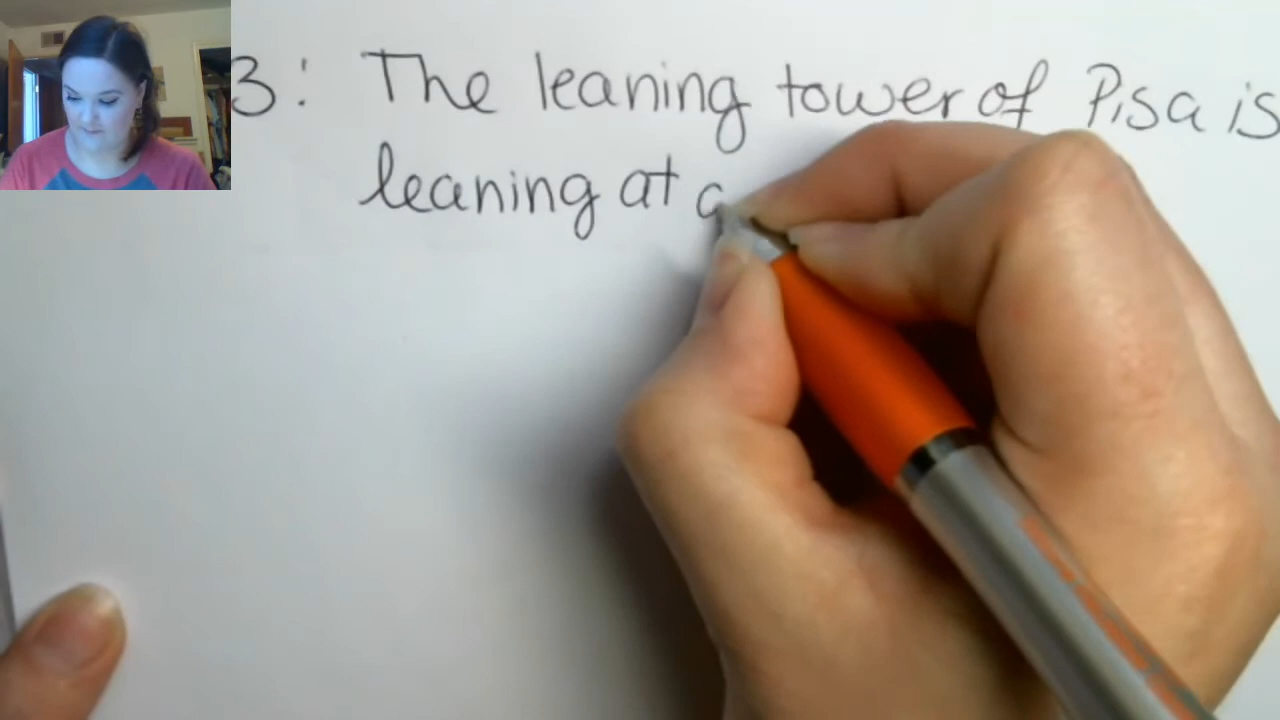 3: The leaning tower of Pisa is
leaning at a